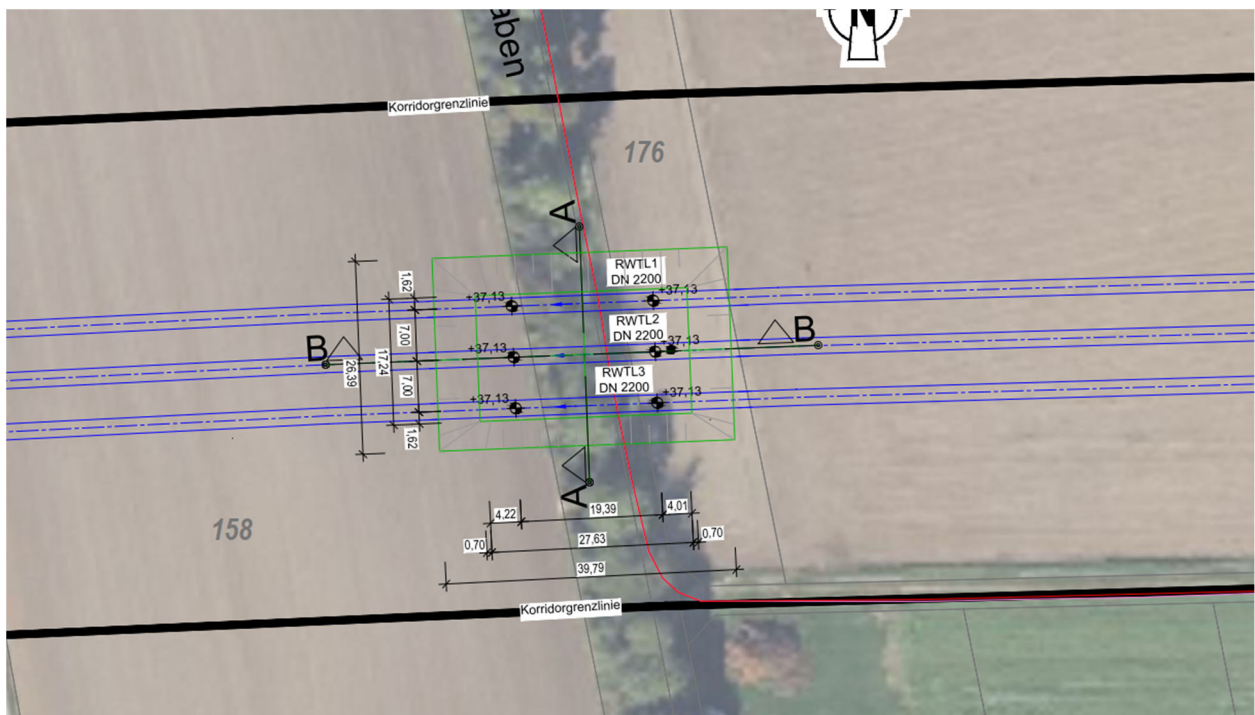 aben
N
Korridorgrenzlinie
176
A
RWTL1
DN 2200
+37,13
+37,13
1,62
RWTL2
DN 2200
+37,13
+37,13
B
B
7,00
17,24
26,39
7,00
RWTL3
DN 2200
+37,13
+37,13
1,62
A
158
4,22
19,39
4,01
0,70
27,63
0,70
39,79
Korridorgrenzlinie